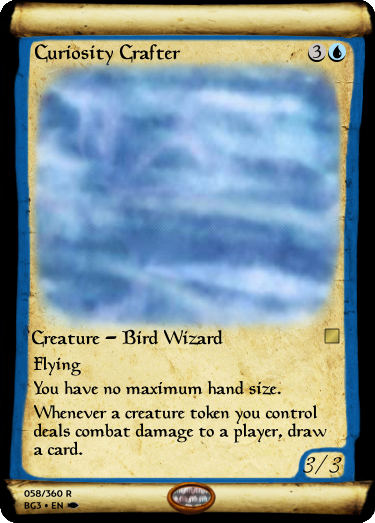 Curiosity Crafter 3
Creature – Bird Wizard
Flying
You have no maximum hand size.
Whenever a creature token you control
deals combat damage to a player, draw
a card.
3/3
058/360 R
BG3 • EN